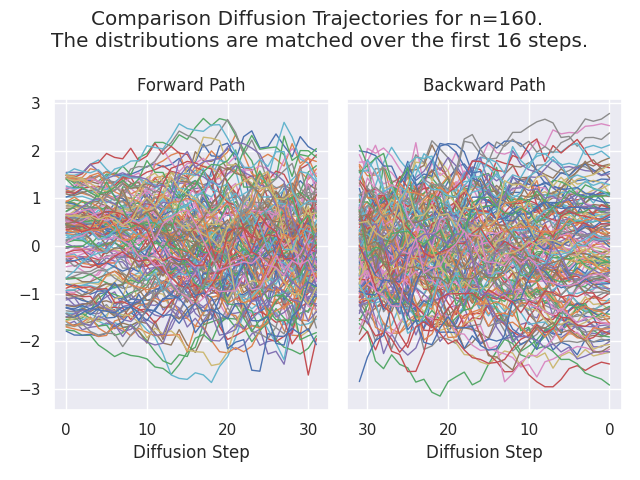 Comparison Diffusion Trajectories for n=160.
The distributions are matched over the first 16 steps.
Forward Path
Backward Path
3
2
1
0
−1
−2
−3
0 10 20 30
30 20 10 0
Diffusion Step
Diffusion Step